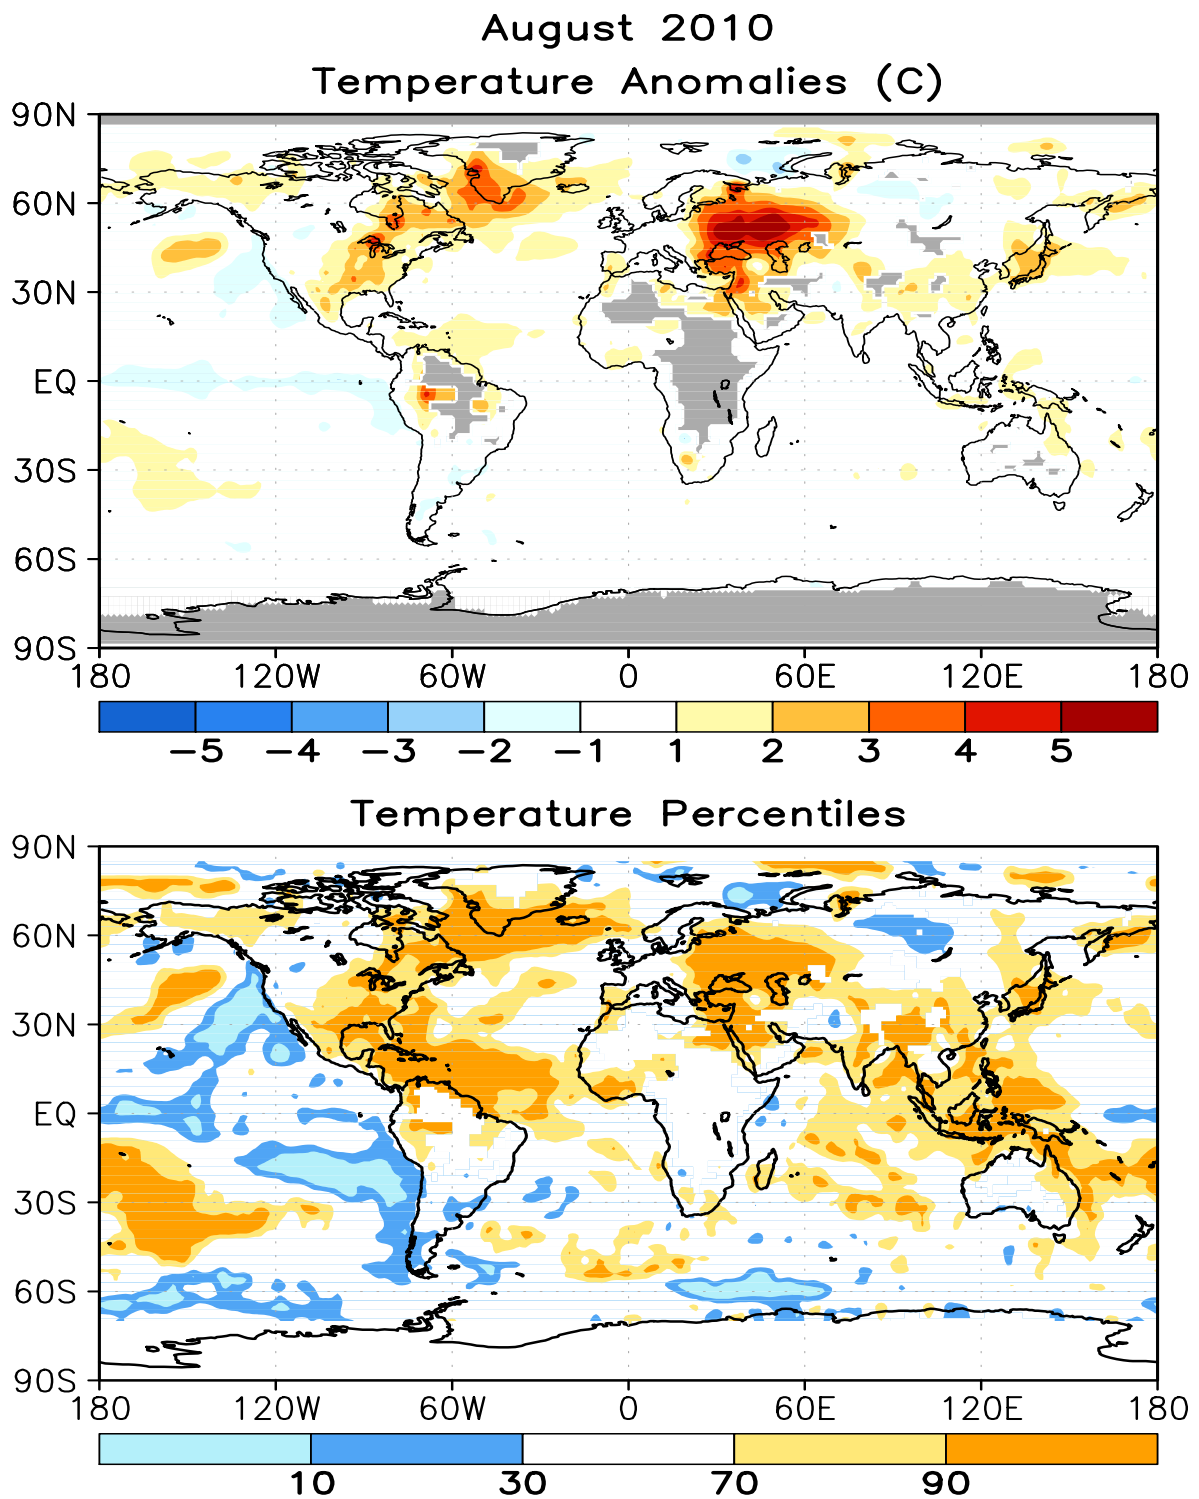 August 2010
Temperature Anomalies (C)
90N
60N
30N
EQ
30S
60S
90S
180 120W 60W 0 60E 120E 180
-5 -4 -3 -2 -1 1 2 3 4 5
Temperature Percentiles
90N
60N
30N
EQ
30S
60S
90S
180 120W 60W 0 60E 120E 180
10 30 70 90